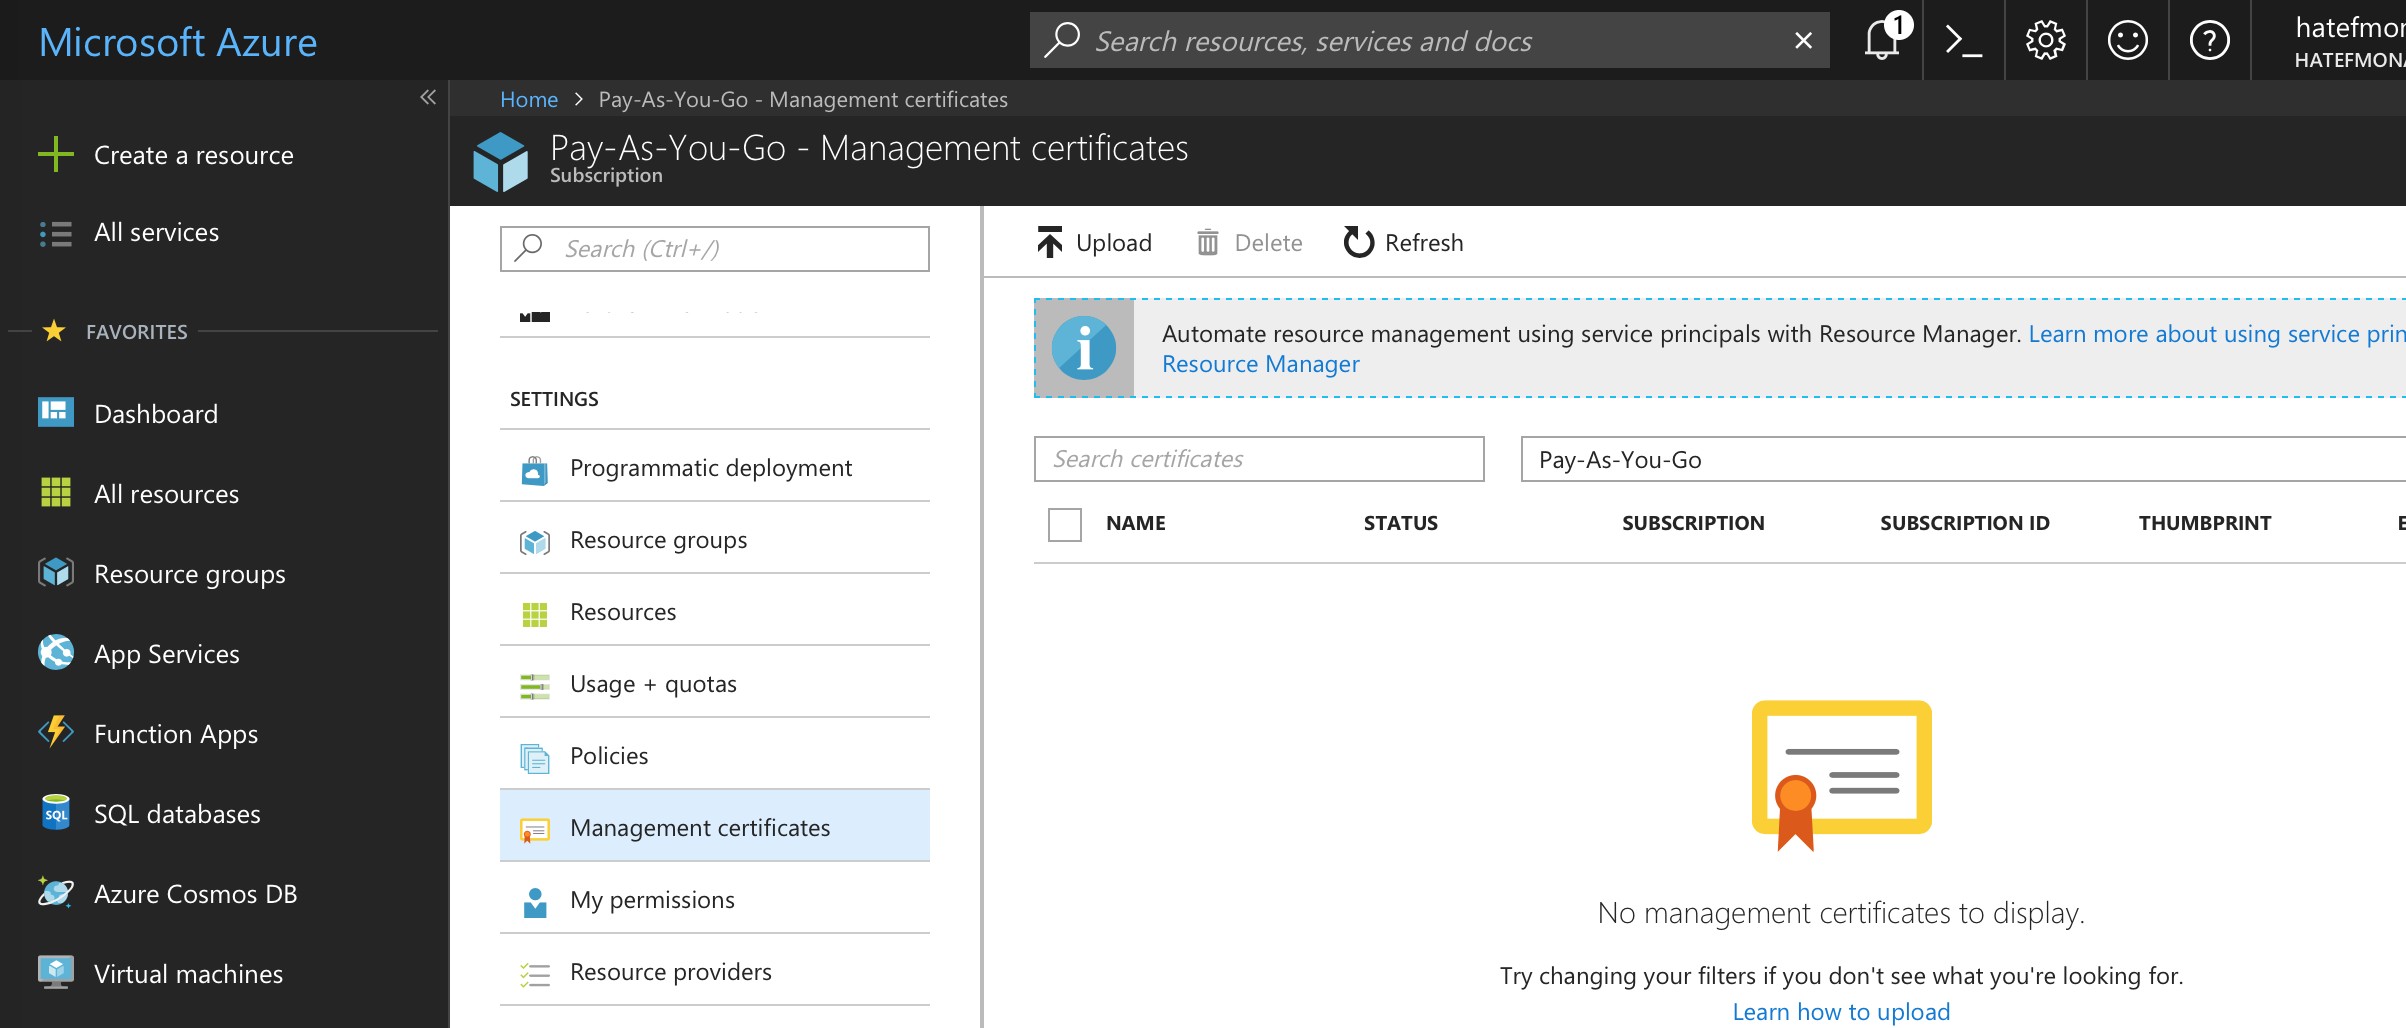 Microsoft Azure
Search resources, services and docs
1
hatefmor
HATEFMON
Create a resource
All services
FAVORITES
Dashboard
All resources
Resource groups
App Services
Function Apps
SQL
SQL databases
Azure Cosmos DB
Virtual machines
Home > Pay-As-You-Go - Management certificates
Pay-As-You-Go - Management certificates
Subscription
Search (Ctrl+/)
SETTINGS
Programmatic deployment
Resource groups
Resources
Usage + quotas
Policies
Management certificates
My permissions
Resource providers
Upload
Delete
Refresh
Automate resource management using service principals with Resource Manager. Learn more about using service prin
Resource Manager
Search certificates
Pay-As-You-Go
NAME STATUS SUBSCRIPTION SUBSCRIPTION ID THUMBPRINT
No management certificates to display.
Try changing your filters if you don't see what you're looking for.
Learn how to upload